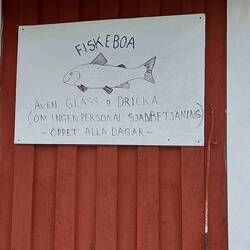 FISKEBOA
ÄVEN GLASS o DRICKA
(OM INGEN PERSONAL SJÄLVBETJÄNING)
- ÖPPET ALLA DAGAR -